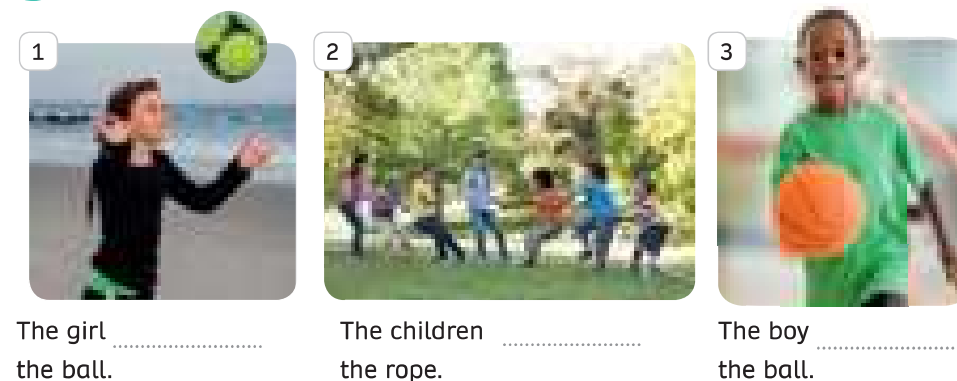 1
2
3
The girl
the ball.
The children
the rope.
The boy
the ball.